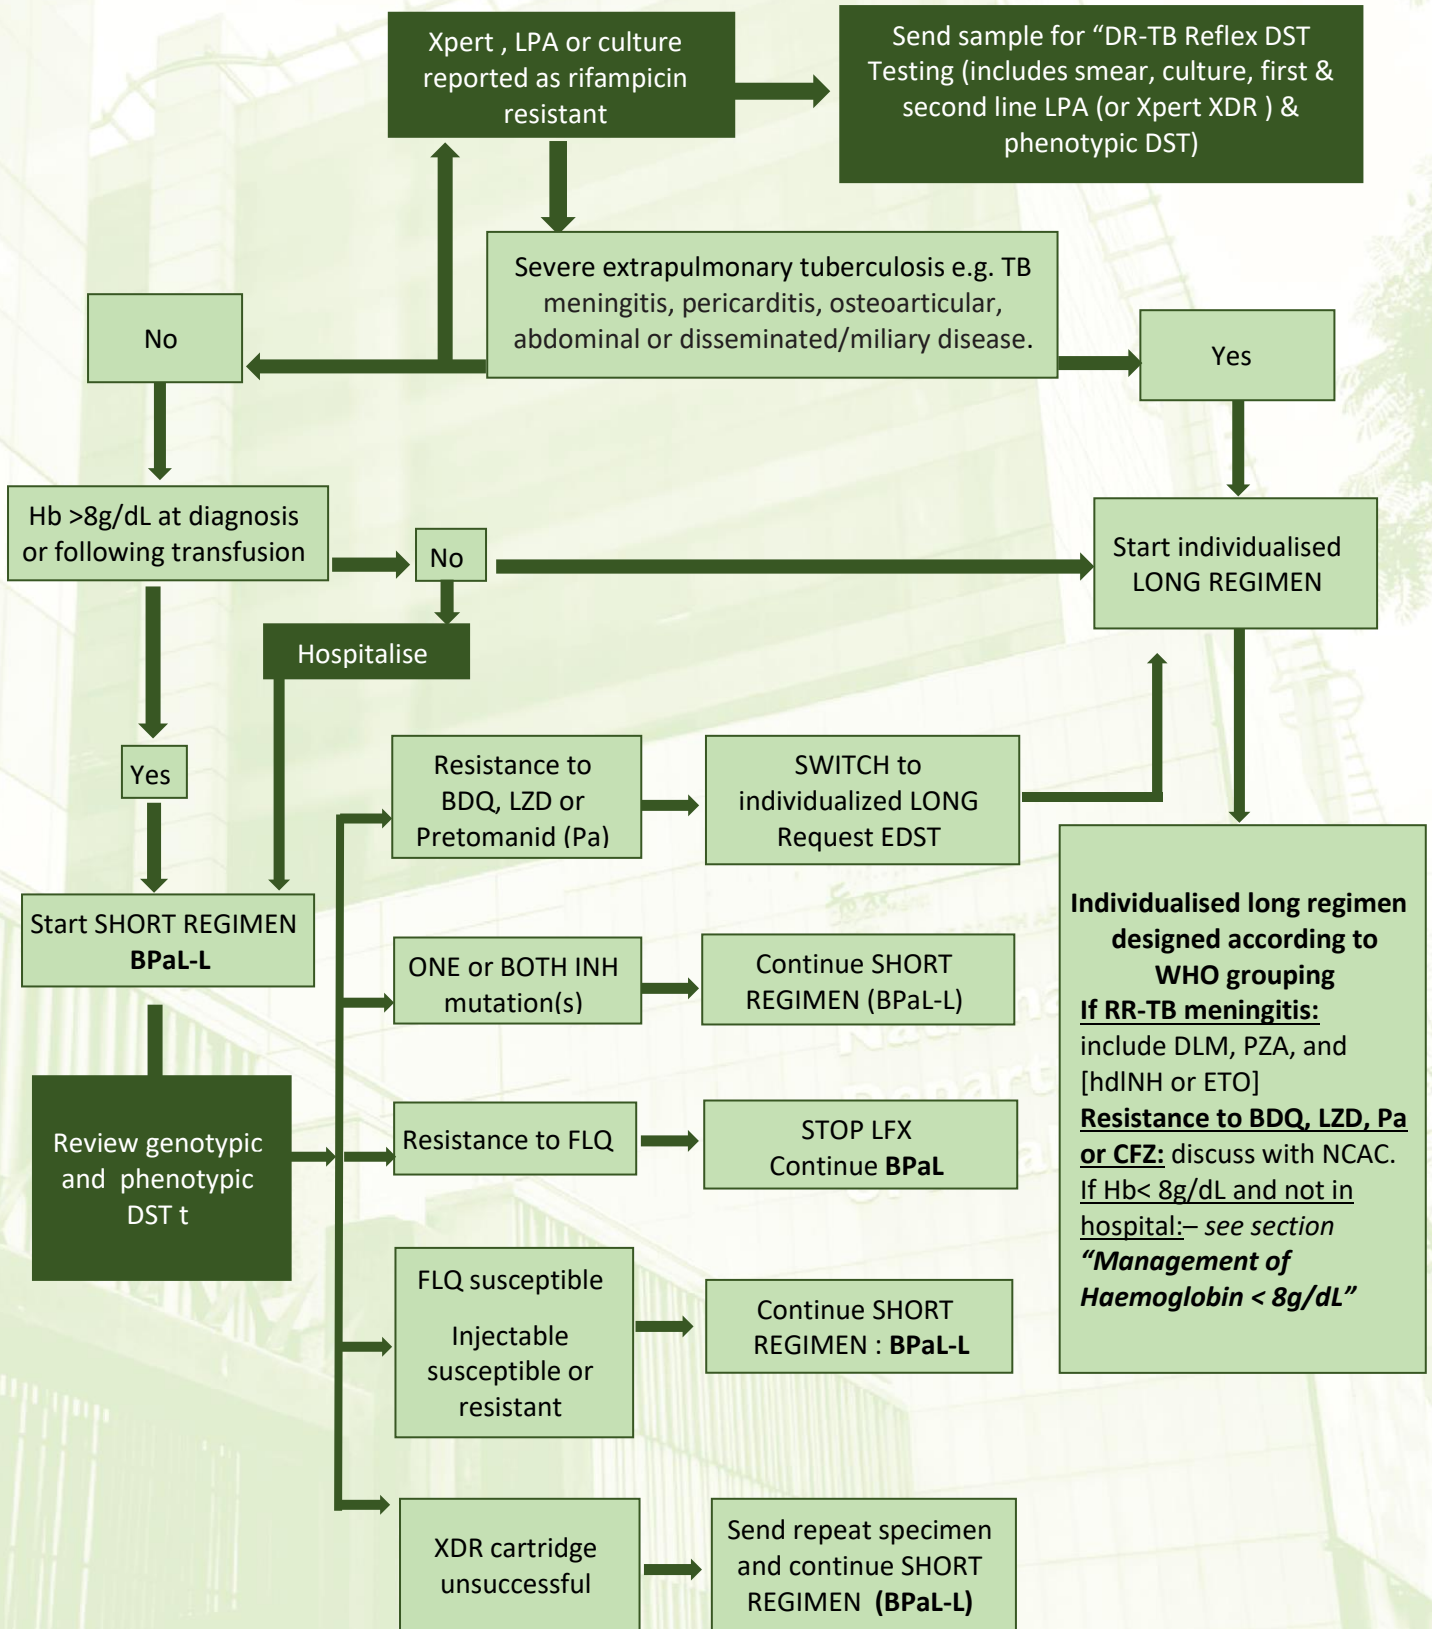 Xpert , LPA or culture
reported as rifampicin
resistant
Send sample for “DR-TB Reflex DST
Testing (includes smear, culture, first &
second line LPA (or Xpert XDR ) &
phenotypic DST)
Severe extrapulmonary tuberculosis e.g. TB
meningitis, pericarditis, osteoarticular,
abdominal or disseminated/miliary disease.
No
Yes
Hb >8g/dL at diagnosis
or following transfusion
No
Start individualised
LONG REGIMEN
Hospitalise
Yes
Resistance to
BDQ, LZD or
Pretomanid (Pa)
SWITCH to
individualized LONG
Request EDST
Start SHORT REGIMEN
BPaL-L
ONE or BOTH INH
mutation(s)
Continue SHORT
REGIMEN (BPaL-L)
Individualised long regimen
designed according to
WHO grouping
If RR-TB meningitis:
include DLM, PZA, and
[hdINH or ETO]
Resistance to BDQ, LZD, Pa
or CFZ: discuss with NCAC.
If Hb< 8g/dL and not in
hospital:– see section
“Management of
Haemoglobin < 8g/dL”
Review genotypic
and phenotypic
DST t
Resistance to FLQ
STOP LFX
Continue BPaL
FLQ susceptible
Injectable
susceptible or
resistant
Continue SHORT
REGIMEN : BPaL-L
XDR cartridge
unsuccessful
Send repeat specimen
and continue SHORT
REGIMEN (BPaL-L)